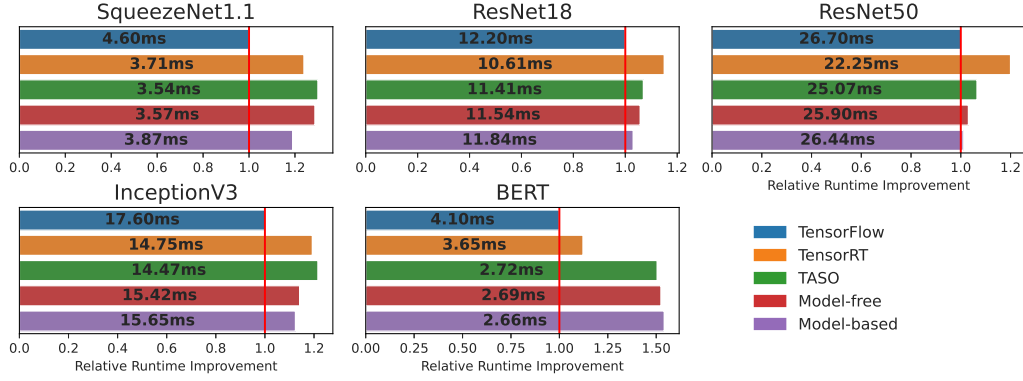 SqueezeNet1.1
4.60ms
3.71ms
3.54ms
3.57ms
3.87ms
0.0 0.2 0.4 0.6 0.8 1.0 1.2
ResNet18
12.20ms
10.61ms
11.41ms
11.54ms
11.84ms
0.0 0.2 0.4 0.6 0.8 1.0 1.2
ResNet50
26.70ms
22.25ms
25.07ms
25.90ms
26.44ms
0.0 0.2 0.4 0.6 0.8 1.0 1.2
Relative Runtime Improvement
InceptionV3
17.60ms
14.75ms
14.47ms
15.42ms
15.65ms
0.0 0.2 0.4 0.6 0.8 1.0 1.2
Relative Runtime Improvement
BERT
4.10ms
3.65ms
2.72ms
2.69ms
2.66ms
0.00 0.25 0.50 0.75 1.00 1.25 1.50
Relative Runtime Improvement
TensorFlow
TensorRT
TASO
Model-free
Model-based